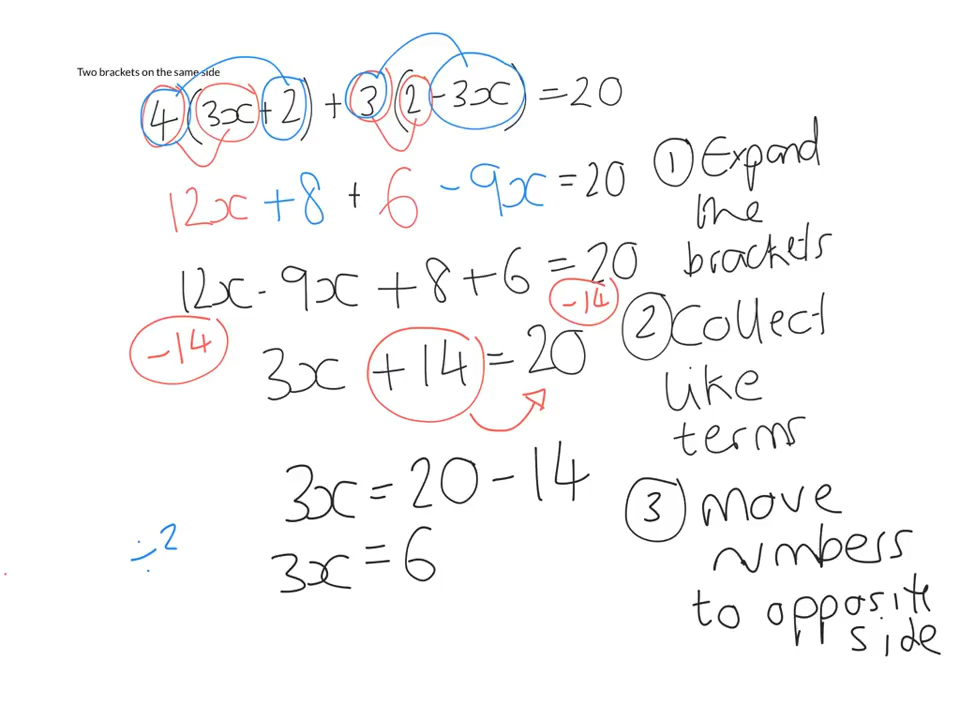 Two brackets on the same side
4(3x+2) + 3(2-3x) = 20
12x +8 + 6 - 9x = 20
① Expand
the
brackets
12x - 9x + 8 + 6 = 20
-14
-14
3x +14 = 20
② Collect
like
terms
3x = 20 - 14
③ move
numbers
to opposite
side
÷2
3x = 6